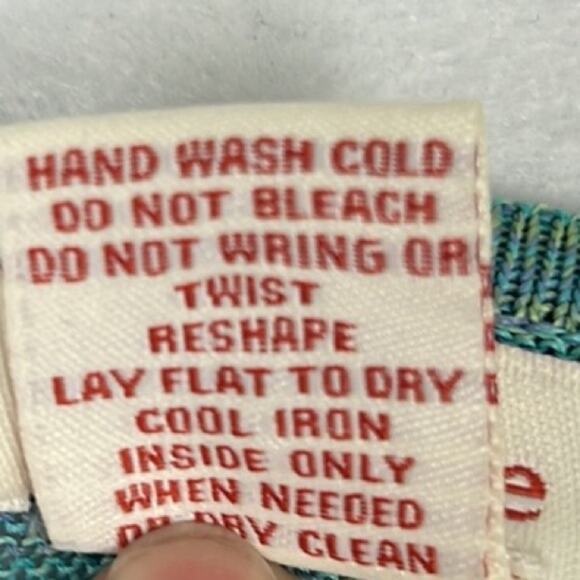 HAND WASH COLD
DO NOT BLEACH
DO NOT WRING OR
TWIST
RESHAPE
LAY FLAT TO DRY
COOL IRON
INSIDE ONLY
WHEN NEEDED
OR DRY CLEAN
e